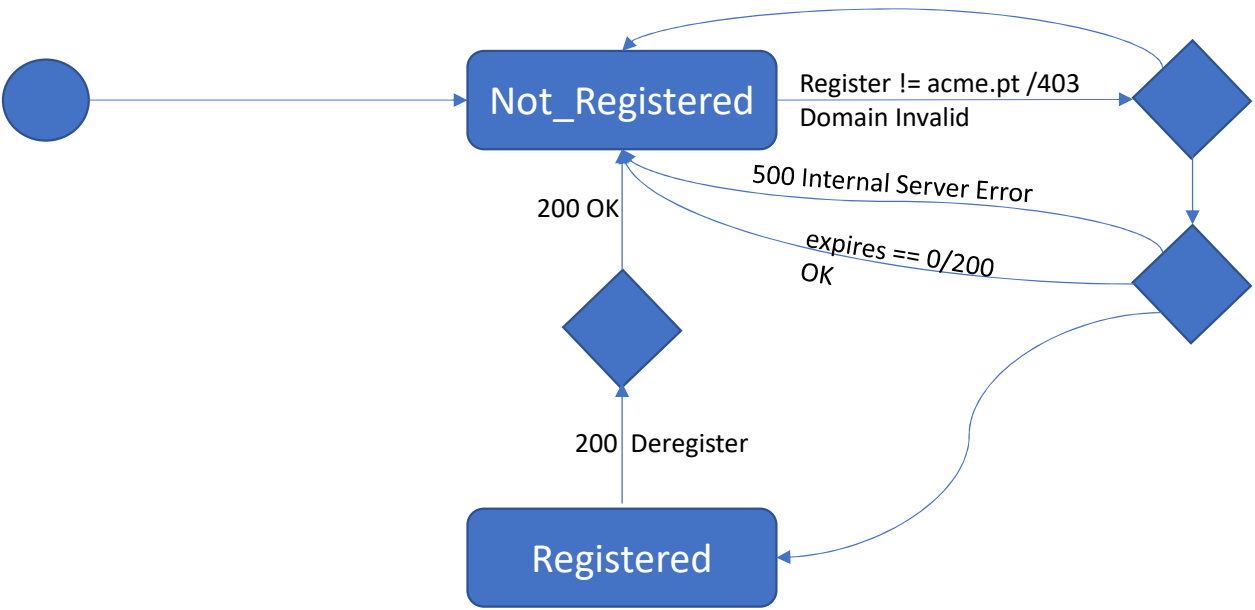 Not_Registered
Register != acme.pt /403
Domain Invalid
500 Internal Server Error
200 OK
expires == 0/200
OK
200 Deregister
Registered